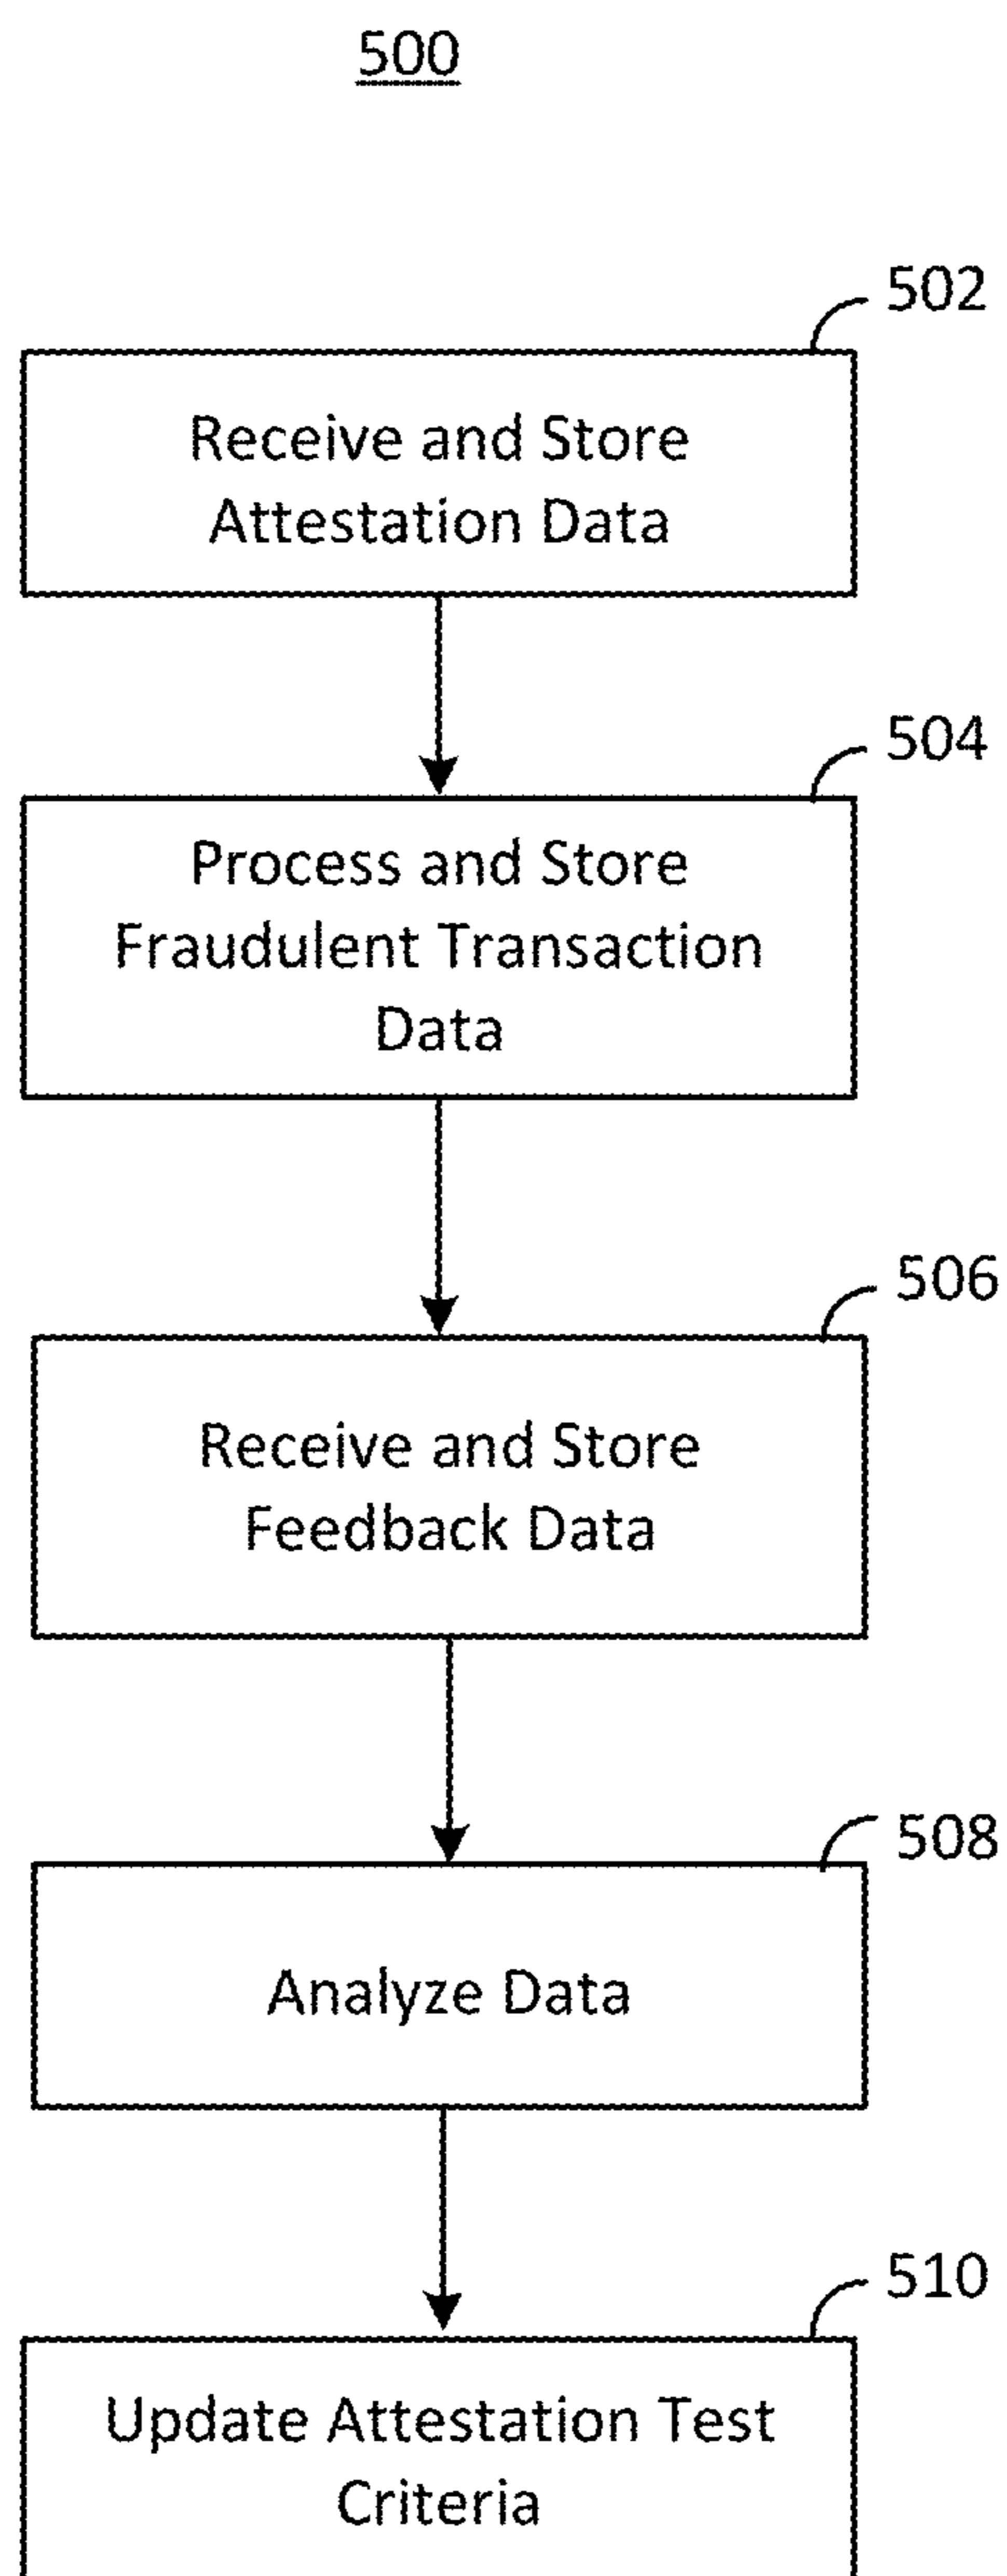 500
502
Receive and Store
Attestation Data
504
Process and Store
Fraudulent Transaction
Data
506
Receive and Store
Feedback Data
508
Analyze Data
510
Update Attestation Test
Criteria